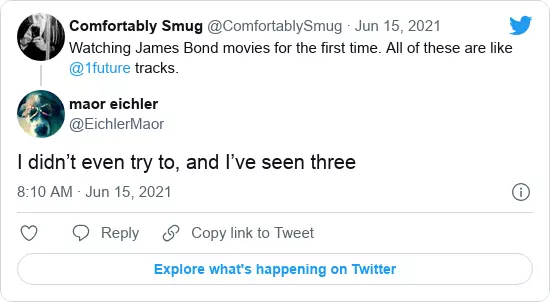 Comfortably Smug @ComfortablySmug · Jun 15, 2021
Watching James Bond movies for the first time. All of these are like
@1future tracks.
maor eichler
@EichlerMaor
I didn’t even try to, and I’ve seen three
8:10 AM · Jun 15, 2021
Reply
Copy link to Tweet
Explore what's happening on Twitter